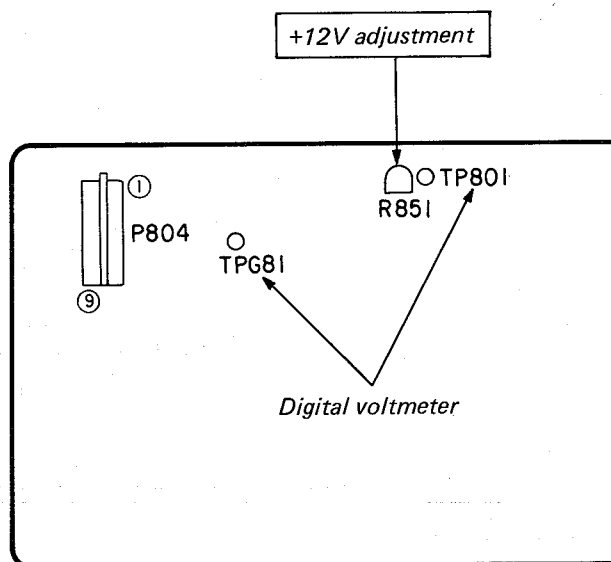 +12V adjustment
①
TP801
R851
P804
TPG81
⑨
Digital voltmeter